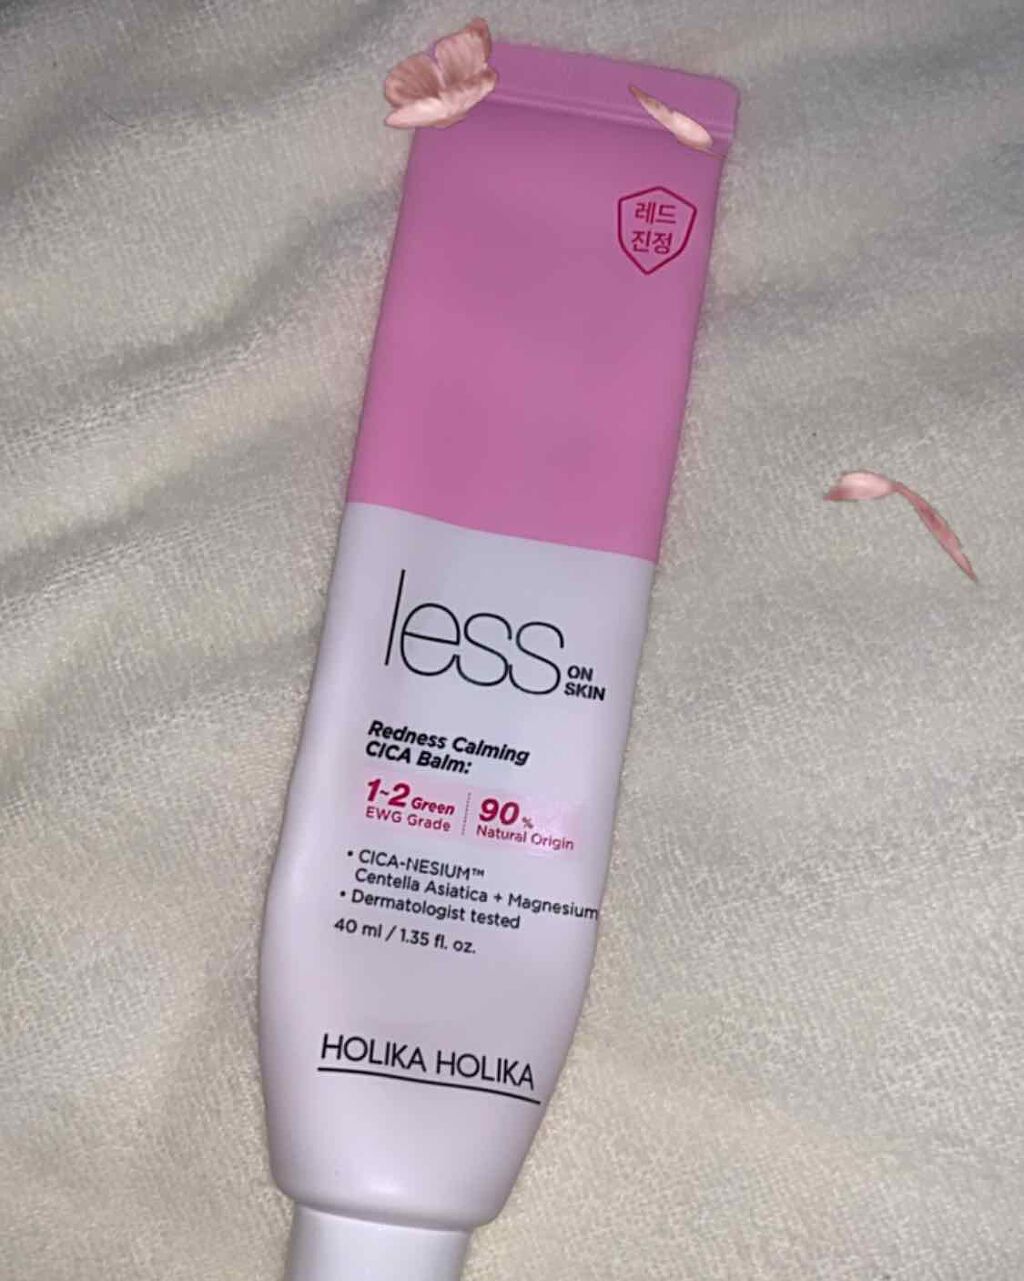 레드
진정
less ON
SKIN
Redness Calming
CICA Balm:
1~2 Green 90%
EWG Grade Natural Origin
• CICA-NESIUM™
Centella Asiatica + Magnesium
• Dermatologist tested
40 ml / 1.35 fl. oz.
HOLIKA HOLIKA